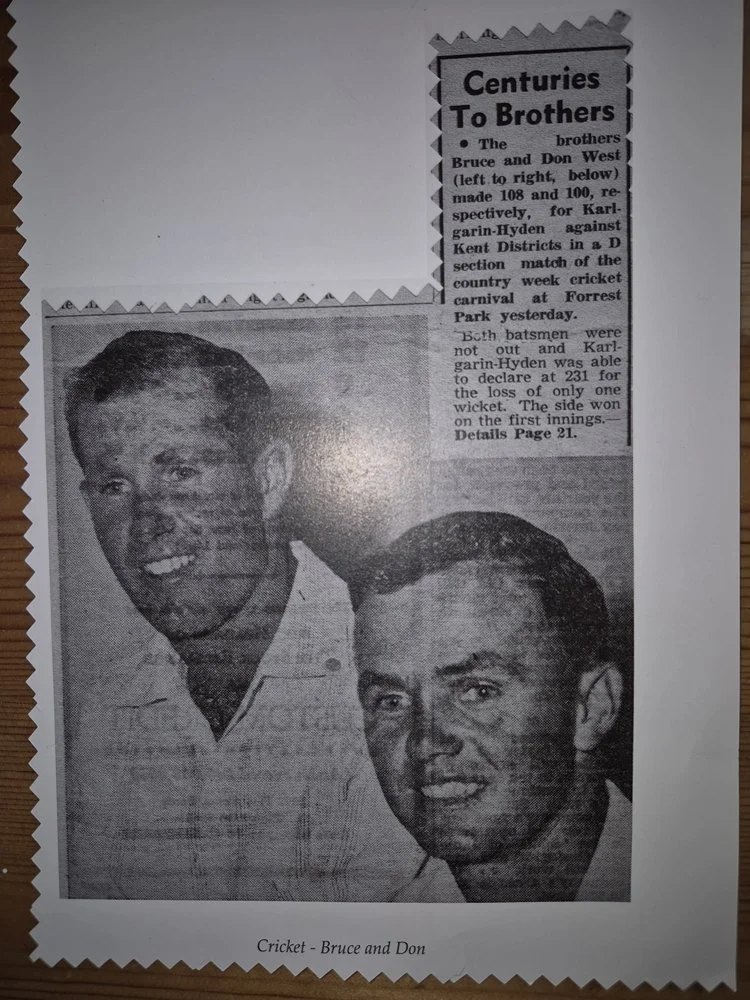 Centuries
To Brothers
• The brothers
Bruce and Don West
(left to right, below)
made 108 and 100, re-
spectively, for Karl-
garin-Hyden against
Kent Districts in a D
section match of the
country week cricket
carnival at Forrest
Park yesterday.
Both batsmen were
not out and Karl-
garin-Hyden was able
to declare at 231 for
the loss of only one
wicket. The side won
on the first innings.—
Details Page 21.
Cricket - Bruce and Don